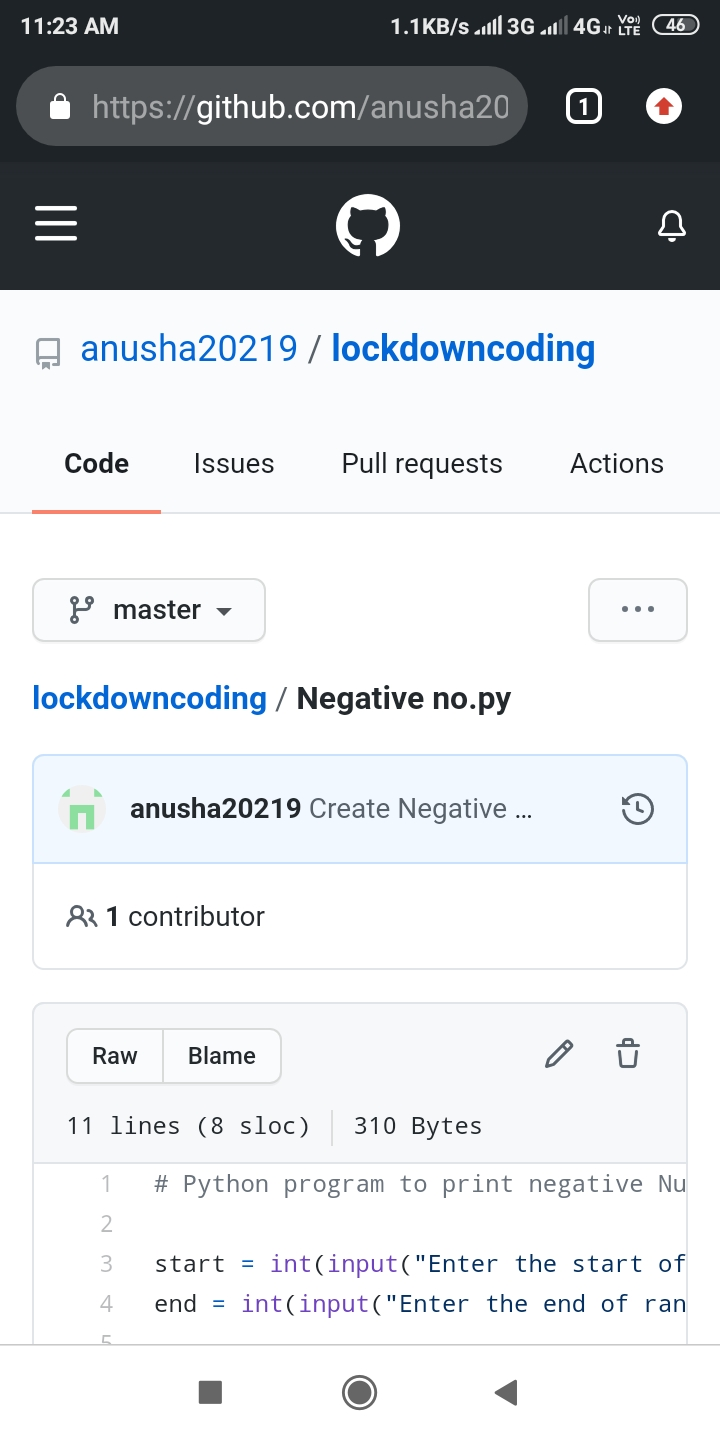 11:23 AM 1.1KB/s 3G 4G Vo)) LTE 46
https://github.com/anusha20 1
anusha20219 / lockdowncoding
Code Issues Pull requests Actions
master ...
lockdowncoding / Negative no.py
anusha20219 Create Negative ...
1 contributor
Raw Blame
11 lines (8 sloc) 310 Bytes
1 # Python program to print negative Nu
2
3 start = int(input("Enter the start of
4 end = int(input("Enter the end of ran
5